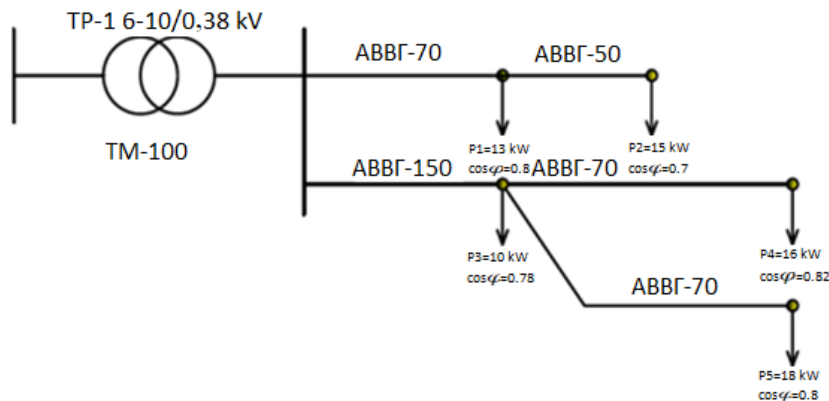 ТР-1 6-10/0,38 kV
ТМ-100
АВВГ-70
АВВГ-50
P1=13 kW
cosφ=0.8
P2=15 kW
cosφ=0.7
АВВГ-150
АВВГ-70
P3=10 kW
cosφ=0.78
P4=16 kW
cosφ=0.82
АВВГ-70
P5=18 kW
cosφ=0.8